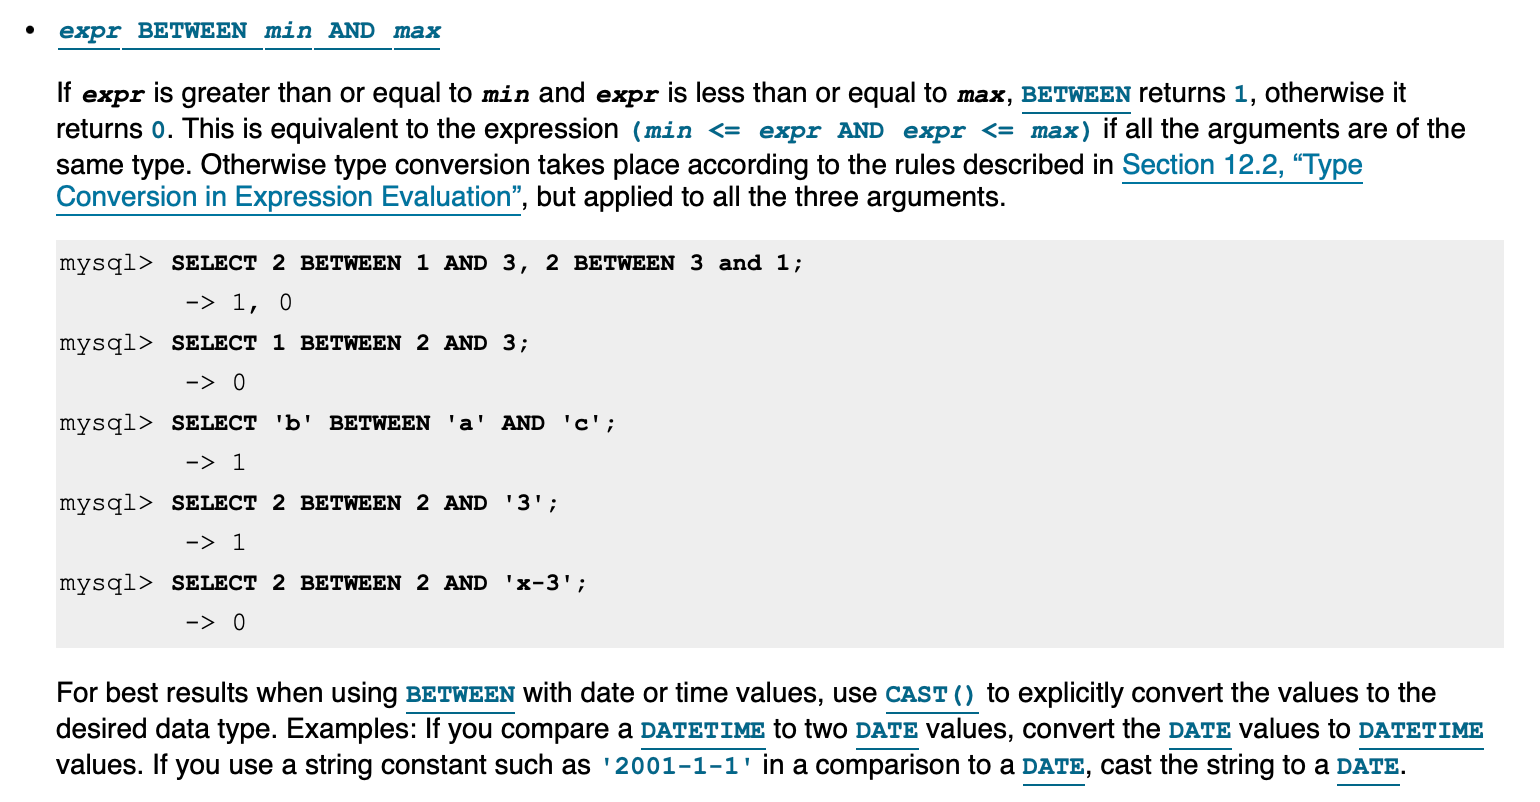 • expr BETWEEN min AND max
If expr is greater than or equal to min and expr is less than or equal to max, BETWEEN returns 1, otherwise it
returns 0. This is equivalent to the expression (min <= expr AND expr <= max) if all the arguments are of the
same type. Otherwise type conversion takes place according to the rules described in Section 12.2, “Type
Conversion in Expression Evaluation”, but applied to all the three arguments.
mysql> SELECT 2 BETWEEN 1 AND 3, 2 BETWEEN 3 and 1;
-> 1, 0
mysql> SELECT 1 BETWEEN 2 AND 3;
-> 0
mysql> SELECT 'b' BETWEEN 'a' AND 'c';
-> 1
mysql> SELECT 2 BETWEEN 2 AND '3';
-> 1
mysql> SELECT 2 BETWEEN 2 AND 'x-3';
-> 0
For best results when using BETWEEN with date or time values, use CAST() to explicitly convert the values to the
desired data type. Examples: If you compare a DATETIME to two DATE values, convert the DATE values to DATETIME
values. If you use a string constant such as '2001-1-1' in a comparison to a DATE, cast the string to a DATE.